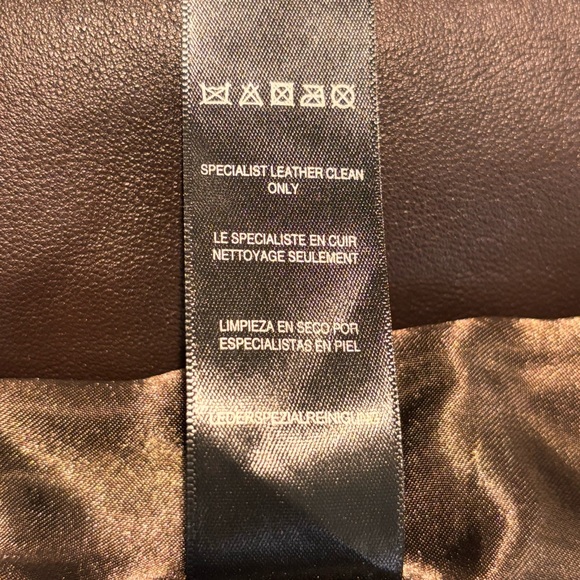 SPECIALIST LEATHER CLEAN
ONLY
LE SPECIALISTE EN CUIR
NETTOYAGE SEULEMENT
LIMPIEZA EN SECO POR
ESPECIALISTAS EN PIEL
LEDERSPEZIALREINIGUNG